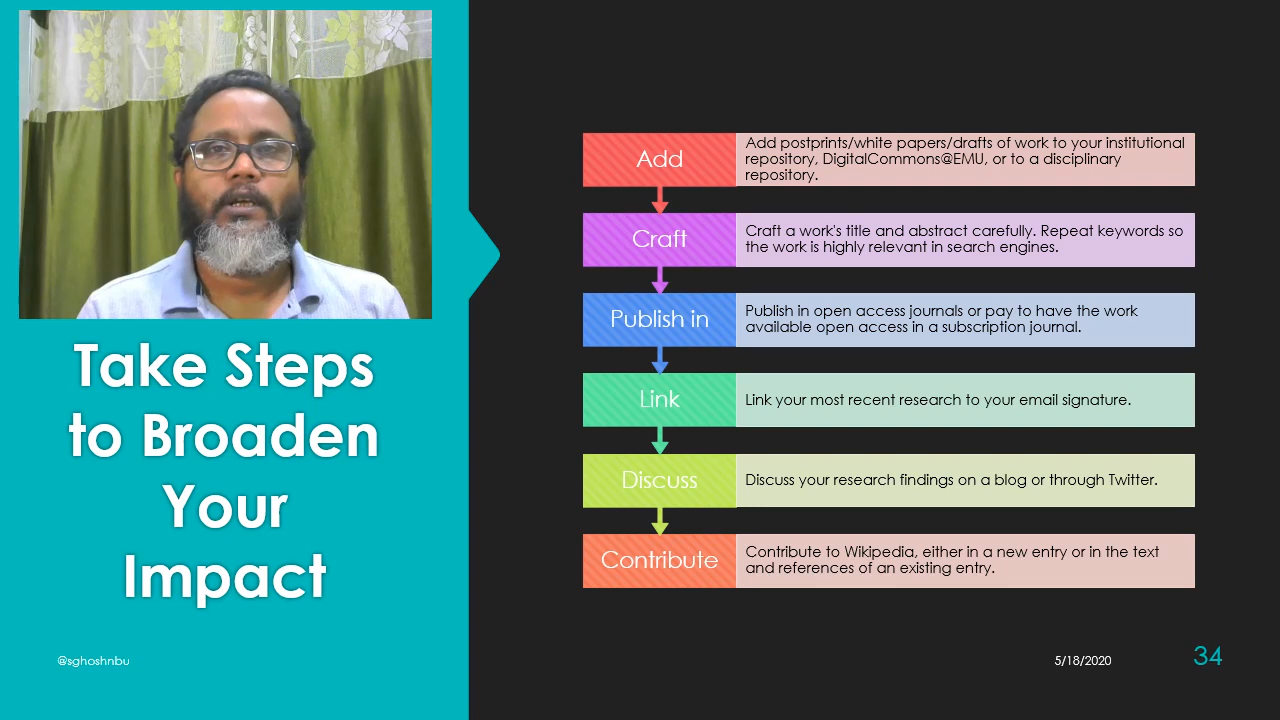 Take Steps
to Broaden
Your
Impact
Add
Add postprints/white papers/drafts of work to your institutional
repository, DigitalCommons@EMU, or to a disciplinary
repository.
Craft
Craft a work's title and abstract carefully. Repeat keywords so
the work is highly relevant in search engines.
Publish in
Publish in open access journals or pay to have the work
available open access in a subscription journal.
Link
Link your most recent research to your email signature.
Discuss
Discuss your research findings on a blog or through Twitter.
Contribute
Contribute to Wikipedia, either in a new entry or in the text
and references of an existing entry.
@sghoshnbu
5/18/2020
34